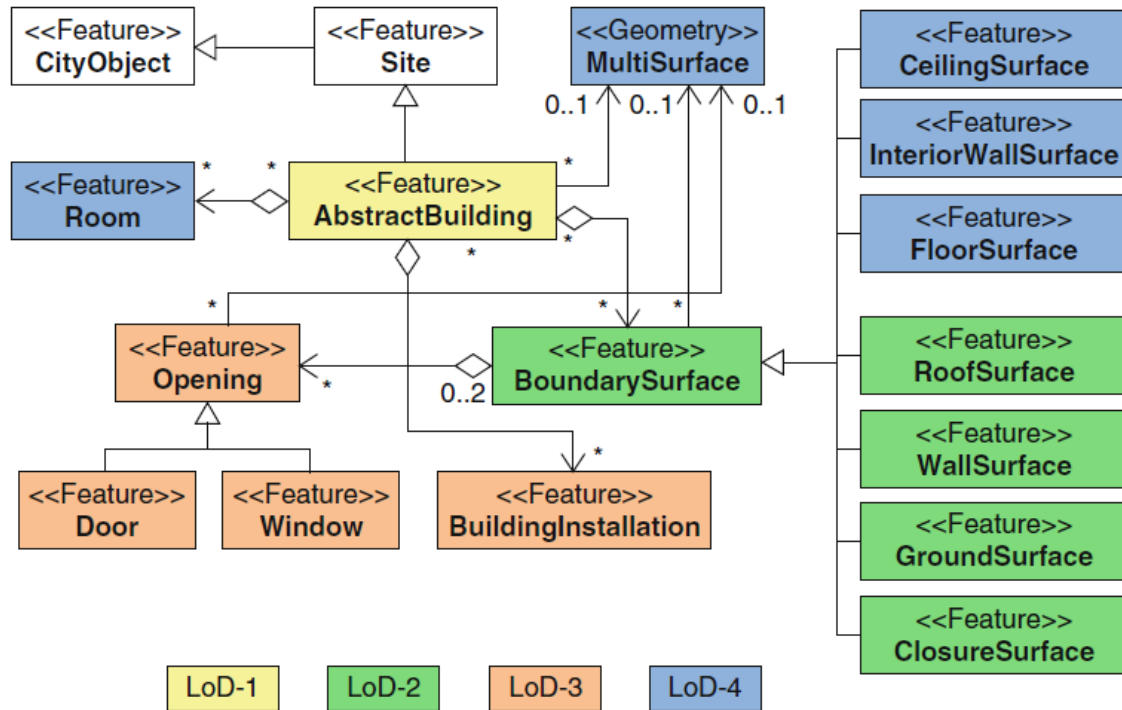 <<Feature>>
CityObject
<<Feature>>
Site
<<Geometry>>
MultiSurface
<<Feature>>
CeilingSurface
0..1
0..1
0..1
<<Feature>>
InteriorWallSurface
<<Feature>>
Room
*
*
<<Feature>>
AbstractBuilding
*
*
*
<<Feature>>
FloorSurface
*
*
*
<<Feature>>
Opening
*
0..2
<<Feature>>
BoundarySurface
<<Feature>>
RoofSurface
<<Feature>>
WallSurface
*
<<Feature>>
Door
<<Feature>>
Window
<<Feature>>
BuildingInstallation
<<Feature>>
GroundSurface
<<Feature>>
ClosureSurface
LoD-1
LoD-2
LoD-3
LoD-4